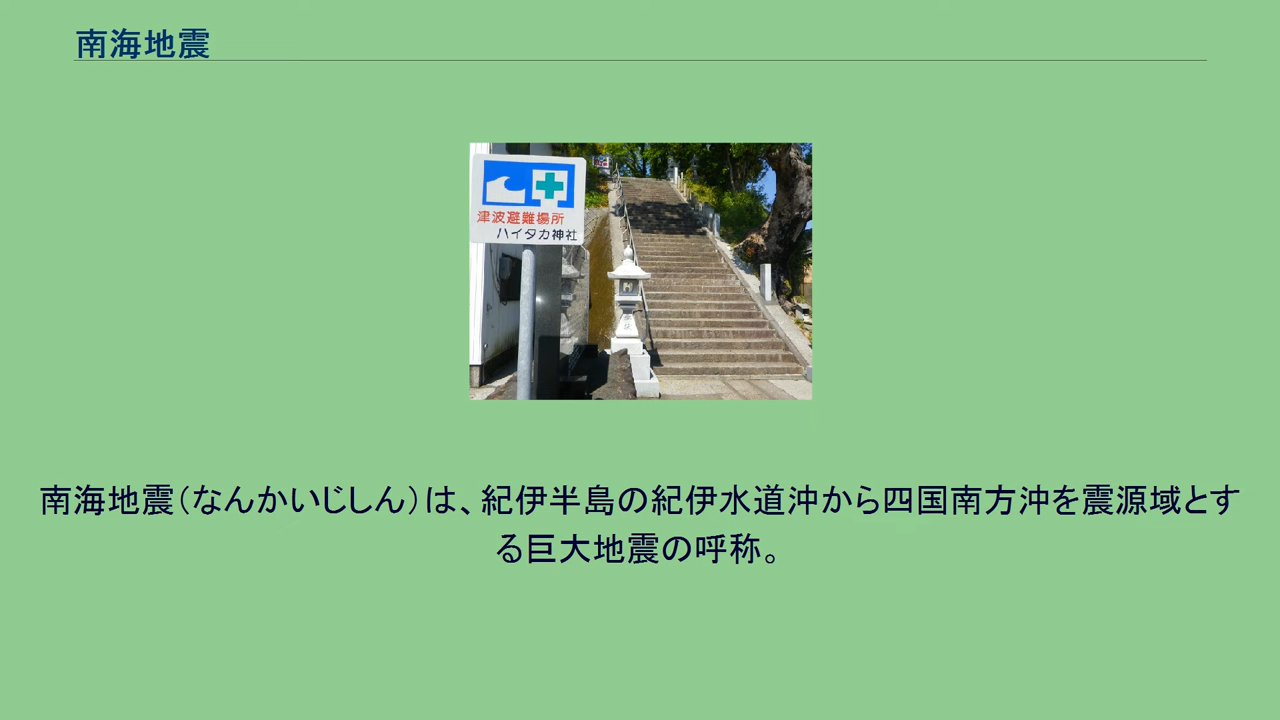 南海地震
津波避難場所
ハイタカ神社
南海地震(なんかいじしん)は、紀伊半島の紀伊水道沖から四国南方沖を震源域とす
る巨大地震の呼称。